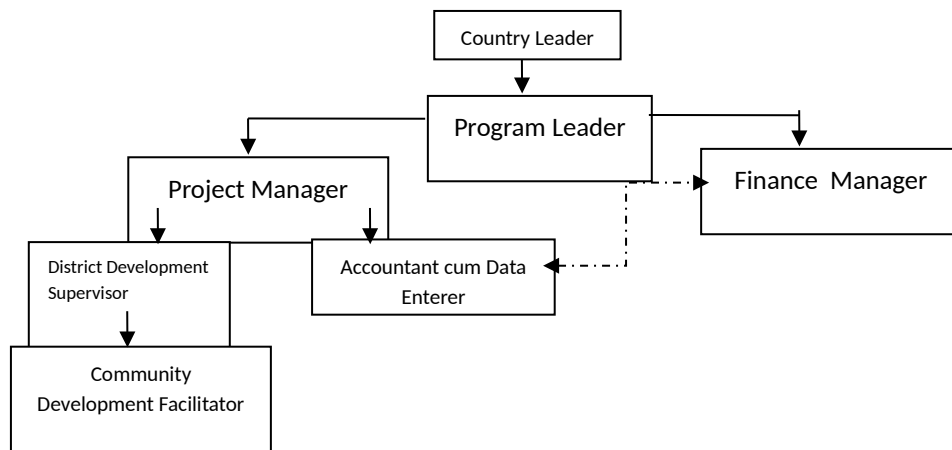 Country Leader
Program Leader
Finance Manager
Project Manager
District Development
Supervisor
Accountant cum Data
Enterer
Community
Development Facilitator